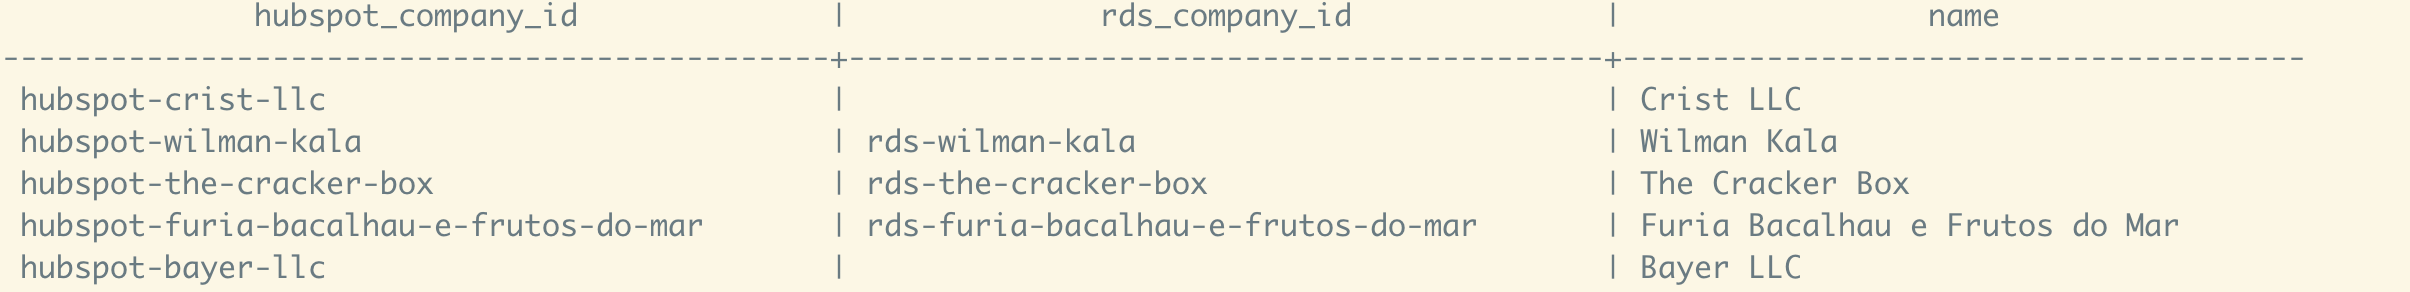 hubspot_company_id | rds_company_id | name
----------------------------------------------+------------------------------------------+--------------------------------------
hubspot-crist-llc | | Crist LLC
hubspot-wilman-kala | rds-wilman-kala | Wilman Kala
hubspot-the-cracker-box | rds-the-cracker-box | The Cracker Box
hubspot-furia-bacalhau-e-frutos-do-mar | rds-furia-bacalhau-e-frutos-do-mar | Furia Bacalhau e Frutos do Mar
hubspot-bayer-llc | | Bayer LLC